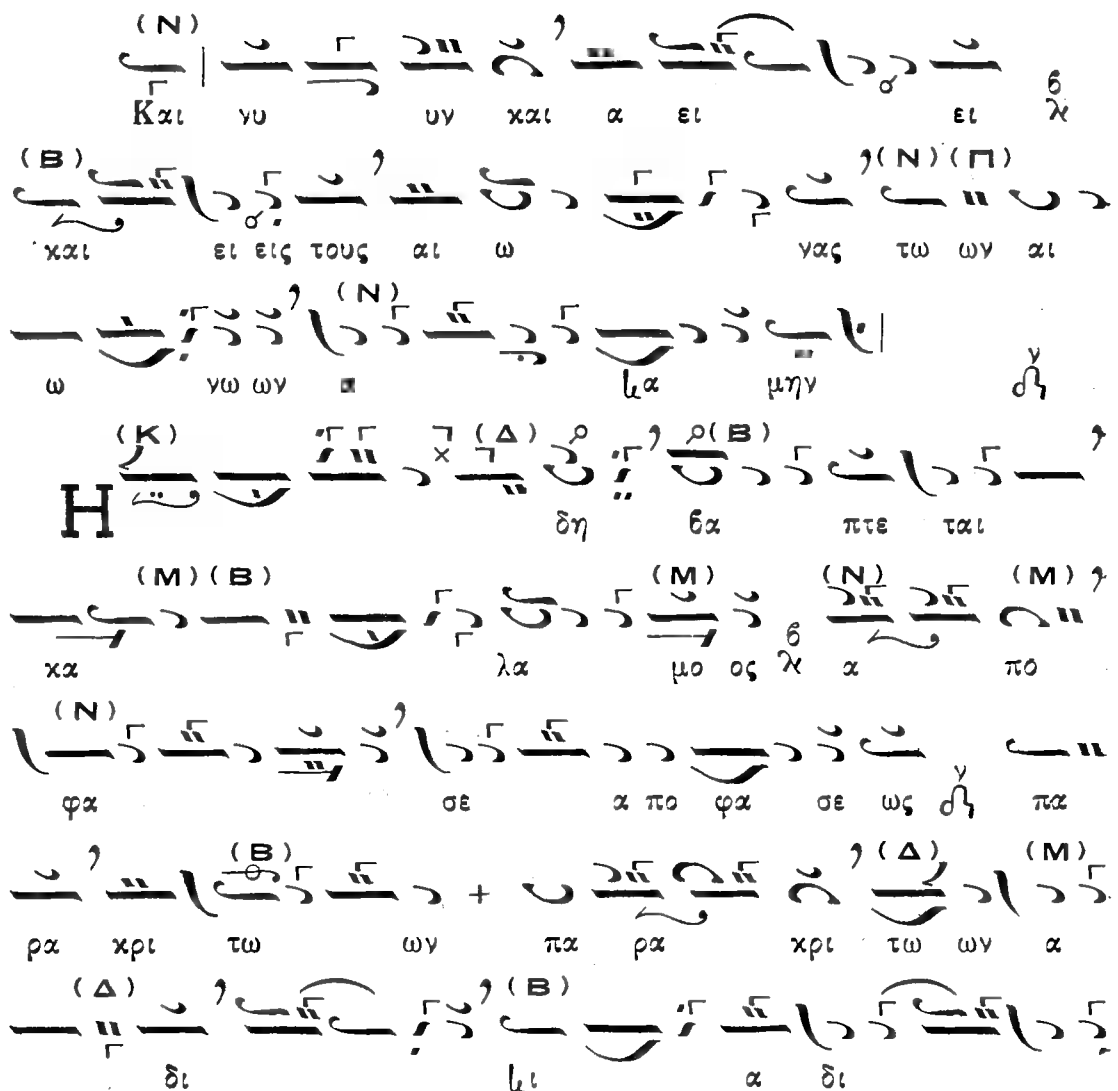 (Ν)
Και νυ υν και α ει ει ϐ λ
(Β) (Ν) (Π)
και ει εις τους αι ω νας τω ων αι
(Ν)
ω νω ων α μην ν
(Κ) (Δ) (Β)
Η δη ϐα πτε ται
(Μ) (Β) (Μ) (Ν) (Μ)
κα λα μο ος ϐ λ α πο
(Ν)
φα σε α πο φα σε ως ν πα
(Β) (Δ) (Μ)
ρα κρι τω ων + πα ρα κρι τω ων α
(Δ) (Β)
δι α δι